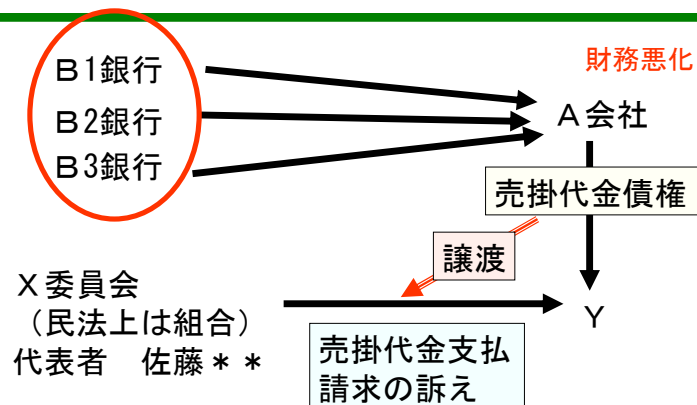 B1銀行
B2銀行
B3銀行
財務悪化
A会社
売掛代金債権
譲渡
X委員会
(民法上は組合)
代表者 佐藤**
Y
売掛代金支払
請求の訴え